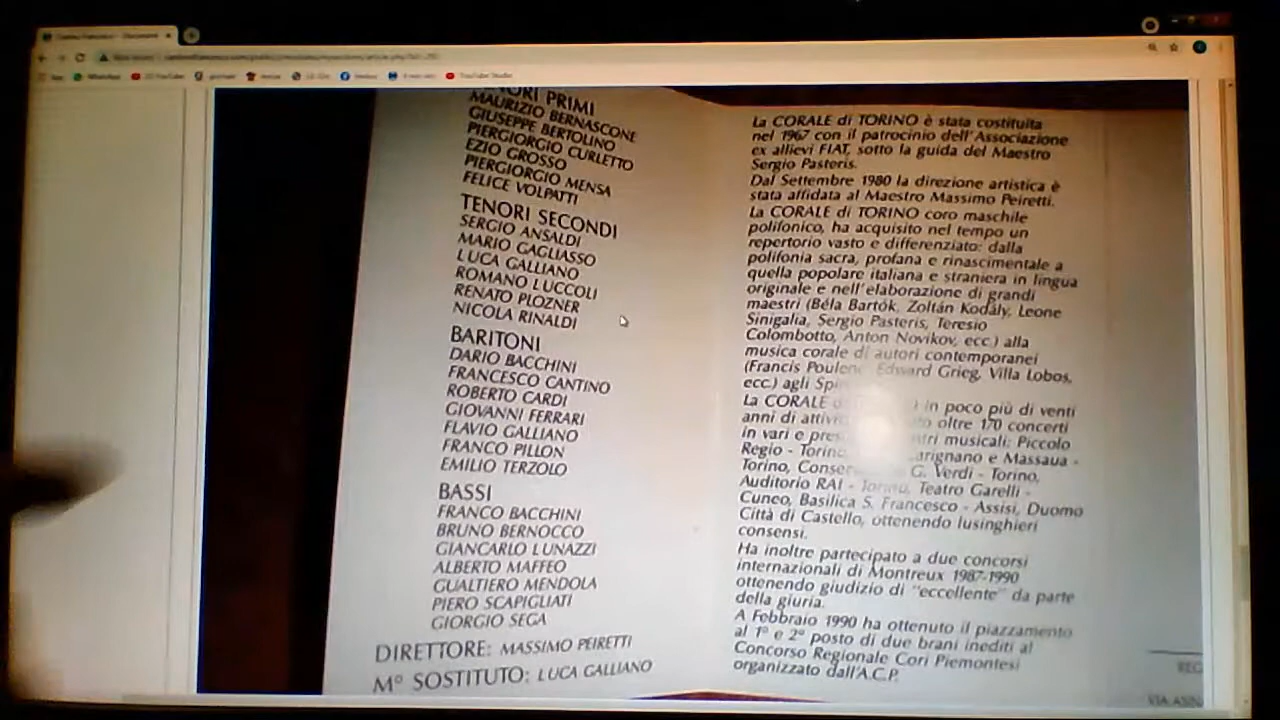 WhatsApp
YouTube Studio
TENORI PRIMI
MAURIZIO BERNASCONE
GIUSEPPE BERTOLINO
PIERGIORGIO CURLETTO
EZIO GROSSO
PIERGIORGIO MENSA
FELICE VOLPATTI
TENORI SECONDI
SERGIO ANSALDI
MARIO GAGLIASSO
LUCA GALLIANO
ROMANO LUCCOLI
RENATO PLOZNER
NICOLA RINALDI
BARITONI
DARIO BACCHINI
FRANCESCO CANTINO
ROBERTO CARDI
GIOVANNI FERRARI
FLAVIO GALLIANO
FRANCO PILLON
EMILIO TERZOLO
BASSI
FRANCO BACCHINI
BRUNO BERNOCCO
GIANCARLO LUNAZZI
ALBERTO MAFFEO
GUALTIERO MENDOLA
PIERO SCAPIGLIATI
GIORGIO SEGA
DIRETTORE: MASSIMO PEIRETTI
M° SOSTITUTO: LUCA GALLIANO
La CORALE di TORINO è stata costituita
nel 1967 con il patrocinio dell'Associazione
ex allievi FIAT, sotto la guida del Maestro
Sergio Pasteris.
Dal Settembre 1980 la direzione artistica è
stata affidata al Maestro Massimo Peiretti.
La CORALE di TORINO coro maschile
polifonico, ha acquisito nel tempo un
repertorio vasto e differenziato: dalla
polifonia sacra, profana e rinascimentale a
quella popolare italiana e straniera in lingua
originale e nell'elaborazione di grandi
maestri (Béla Bartók, Zoltán Kodály, Leone
Sinigalia, Sergio Pasteris, Teresio
Colombotto, Anton Novikov, ecc.) alla
musica corale di autori contemporanei
(Francis Poulenc, Edward Grieg, Villa Lobos,
ecc.) agli
La CORALE in poco più di venti
anni di oltre 170 concerti
in vari e musicali: Piccolo
Regio - Torino, e Massaua -
Torino, G. Verdi - Torino,
Auditorio RAI - Torino, Teatro Garelli -
Cuneo, Basilica S. Francesco - Assisi, Duomo
Città di Castello, ottenendo lusinghieri
consensi.
Ha inoltre partecipato a due concorsi
internazionali di Montreux 1987-1990
ottenendo giudizio di "eccellente" da parte
della giuria.
A Febbraio 1990 ha ottenuto il piazzamento
al 1° e 2° posto di due brani inediti al
Concorso Regionale Cori Piemontesi
organizzato dall'A.C.P.
REG